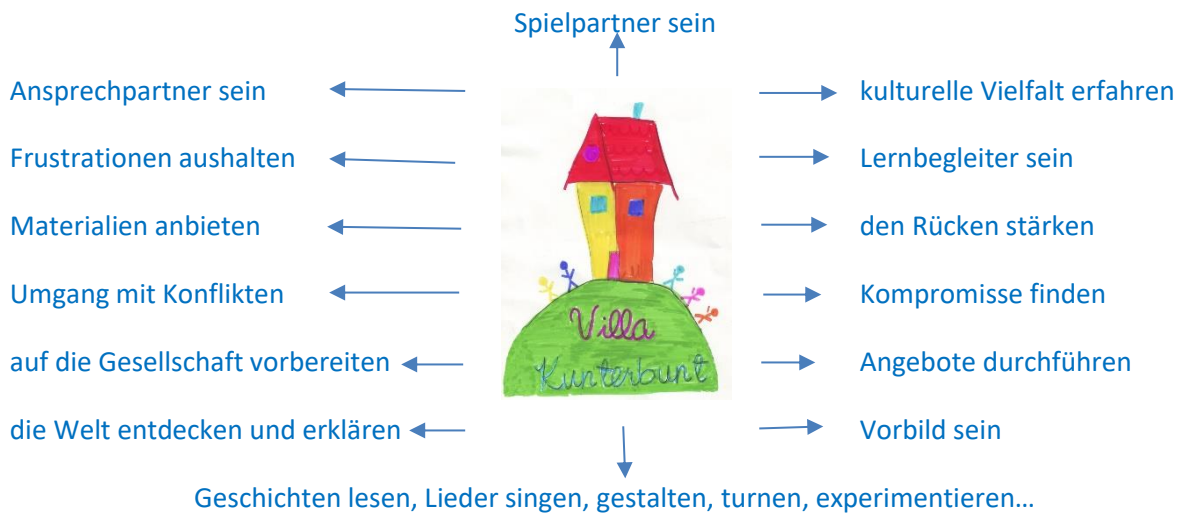 Spielpartner sein
Ansprechpartner sein
kulturelle Vielfalt erfahren
Frustrationen aushalten
Lernbegleiter sein
Materialien anbieten
den Rücken stärken
Umgang mit Konflikten
Kompromisse finden
Villa
Kunterbunt
auf die Gesellschaft vorbereiten
Angebote durchführen
die Welt entdecken und erklären
Vorbild sein
Geschichten lesen, Lieder singen, gestalten, turnen, experimentieren…